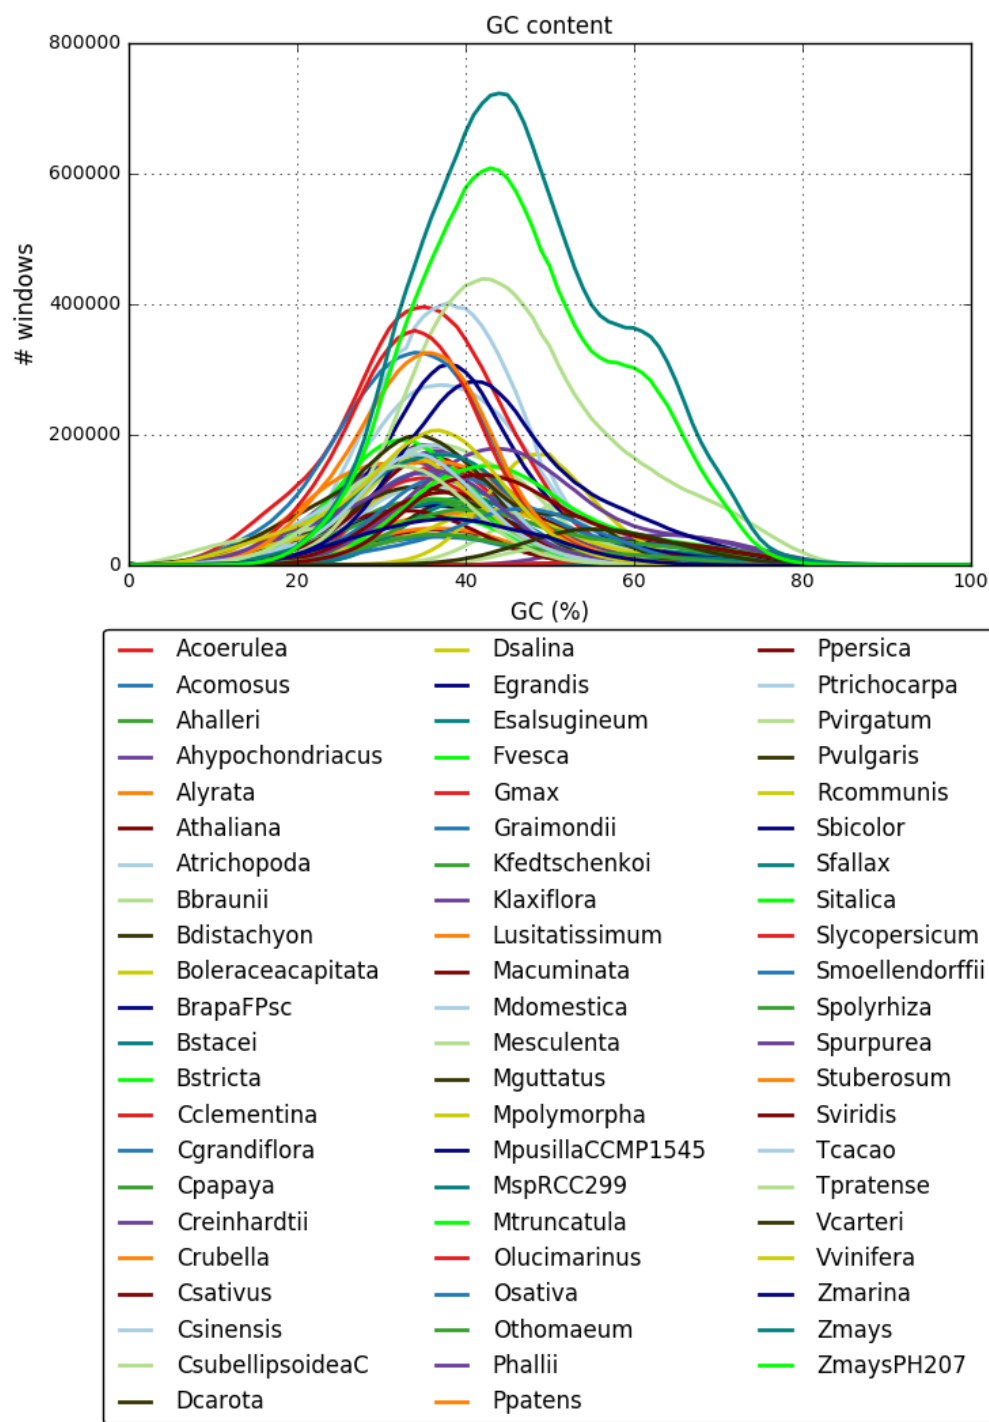 GC content
800000
600000
400000
200000
0
# windows
0 20 40 60 80 100
GC (%)
Acoerulea Dsalina Ppersica
Acomosus Egrandis Ptrichocarpa
Ahalleri Esalsugineum Pvirgatum
Ahypochondriacus Fvesca Pvulgaris
Alyrata Gmax Rcommunis
Athaliana Graimondii Sbicolor
Atrichopoda Kfedtschenkoi Sfallax
Bbraunii Klaxiflora Sitalica
Bdistachyon Lusitatissimum Slycopersicum
Boleraceacapitata Macuminata Smoellendorffii
BrapaFPsc Mdomestica Spolyrhiza
Bstacei Mesculenta Spurpurea
Bstricta Mguttatus Stuberosum
Cclementina Mpolymorpha Sviridis
Cgrandiflora MpusillaCCMP1545 Tcacao
Cpapaya MspRCC299 Tpratense
Creinhardtii Mtruncatula Vcarteri
Crubella Olucimarinus Vvinifera
Csativus Osativa Zmarina
Csinensis Othomaeum Zmays
CsubellipsoideaC Phallii ZmaysPH207
Dcarota Ppatens